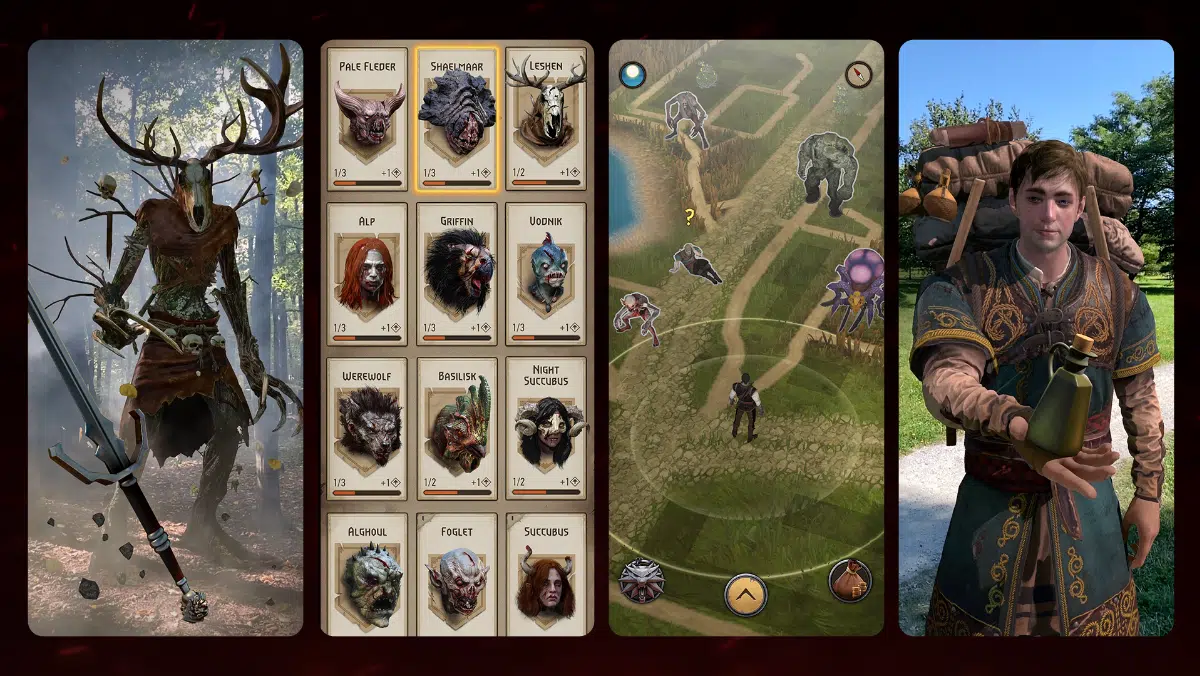 PALE FLEDER
SHAELMAAR
LESHEN
1/3 +1
1/3 +1
1/2 +1
ALP
GRIFFIN
VODNIK
1/3 +1
1/3 +1
1/3 +1
WEREWOLF
BASILISK
NIGHT
SUCCUBUS
1/3 +1
1/2 +1
1/2 +1
ALGHOUL
FOGLET
SUCCUBUS
?